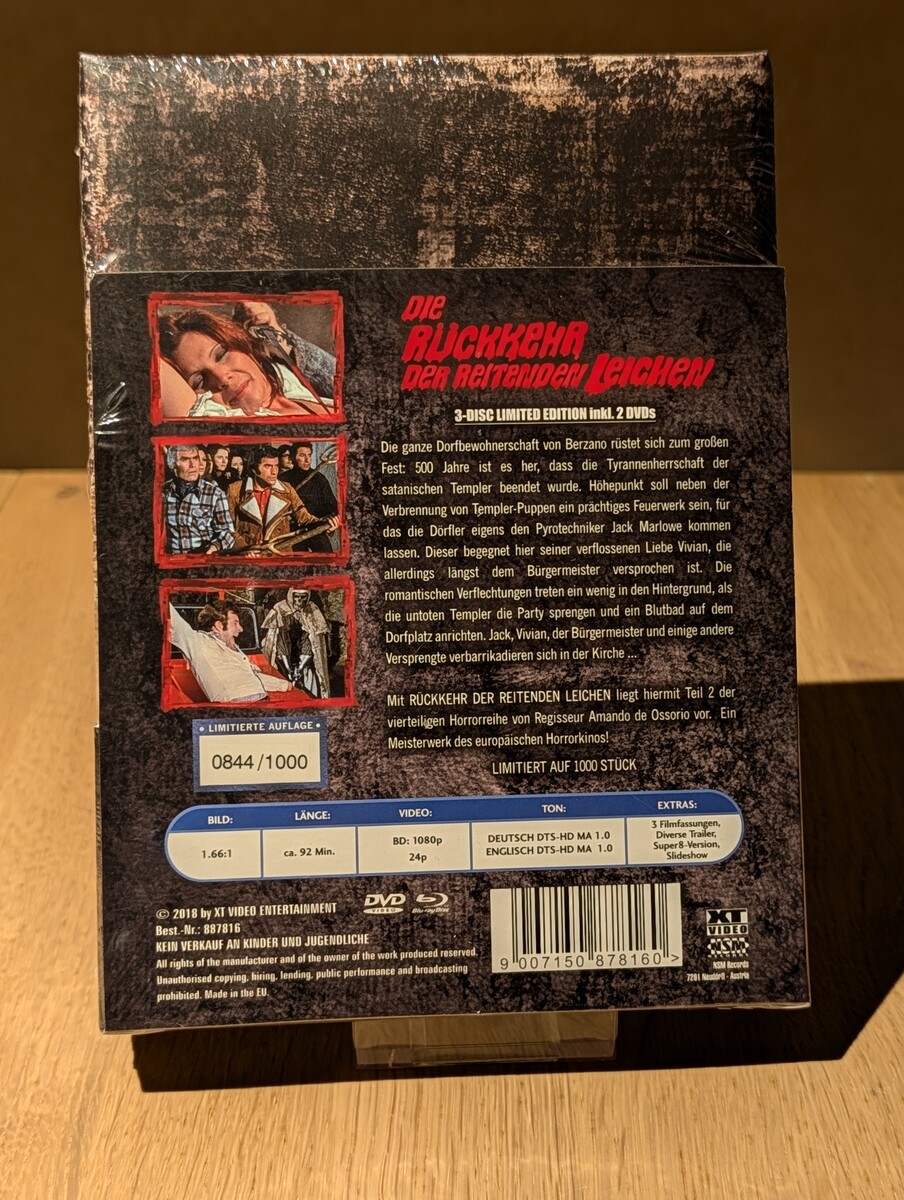 DIE
RÜCKKEHR
DER REITENDEN LEICHEN
3-DISC LIMITED EDITION inkl. 2 DVDs
Die ganze Dorfbewohnerschaft von Berzano rüstet sich zum großen
Fest: 500 Jahre ist es her, dass die Tyrannenherrschaft der
satanischen Templer beendet wurde. Höhepunkt soll neben der
Verbrennung von Templer-Puppen ein prächtiges Feuerwerk sein, für
das die Dörfler eigens den Pyrotechniker Jack Marlowe kommen
lassen. Dieser begegnet hier seiner verflossenen Liebe Vivian, die
allerdings längst dem Bürgermeister versprochen ist. Die
romantischen Verflechtungen treten ein wenig in den Hintergrund, als
die untoten Templer die Party sprengen und ein Blutbad auf dem
Dorfplatz anrichten. Jack, Vivian, der Bürgermeister und einige andere
Versprengte verbarrikadieren sich in der Kirche ...
Mit RÜCKKEHR DER REITENDEN LEICHEN liegt hiermit Teil 2 der
vierteiligen Horrorreihe von Regisseur Amando de Ossorio vor. Ein
Meisterwerk des europäischen Horrorkinos!
LIMITIERT AUF 1000 STÜCK
• LIMITIERTE AUFLAGE •
0844 /1000
BILD: LÄNGE: VIDEO: TON: EXTRAS:
1.66:1
ca. 92 Min.
BD: 1080p
24p
DEUTSCH DTS-HD MA 1.0
ENGLISCH DTS-HD MA 1.0
3 Filmfassungen,
Diverse Trailer,
Super8-Version,
Slideshow
© 2018 by XT VIDEO ENTERTAINMENT
Best.-Nr.: 887816
KEIN VERKAUF AN KINDER UND JUGENDLICHE
All rights of the manufacturer and of the owner of the work produced reserved.
Unauthorised copying, hiring, lending, public performance and broadcasting
prohibited. Made in the EU.
DVD
VIDEO
Blu-ray Disc
9 007150 878160 >
XT
VIDEO
NSM
NSM Records
7201 Neudörfl - Austria